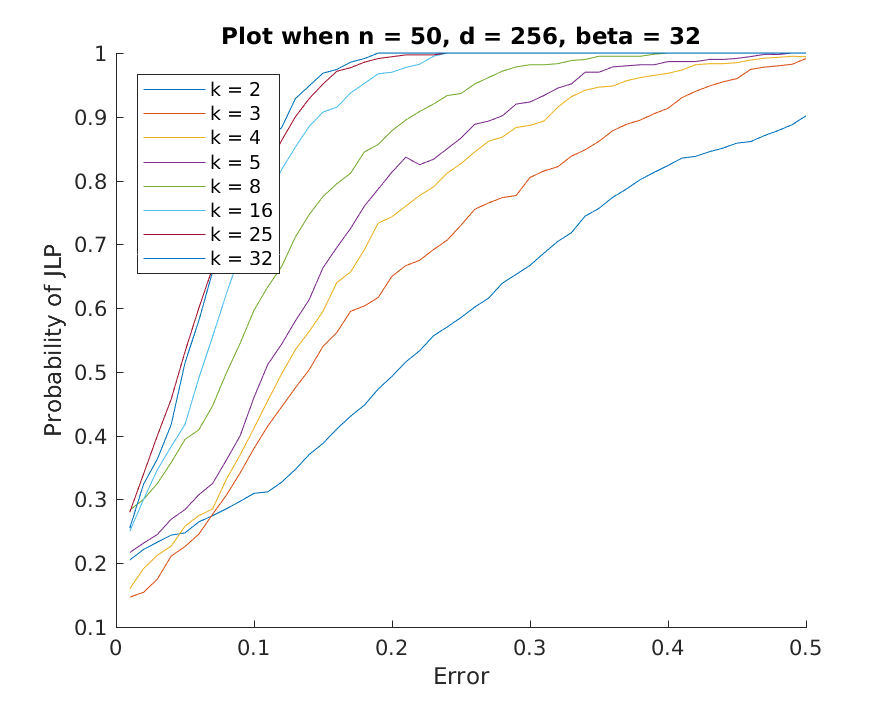 Plot when n = 50, d = 256, beta = 32
1
0.9
0.8
0.7
0.6
0.5
0.4
0.3
0.2
0.1
Probability of JLP
k = 2
k = 3
k = 4
k = 5
k = 8
k = 16
k = 25
k = 32
0 0.1 0.2 0.3 0.4 0.5
Error